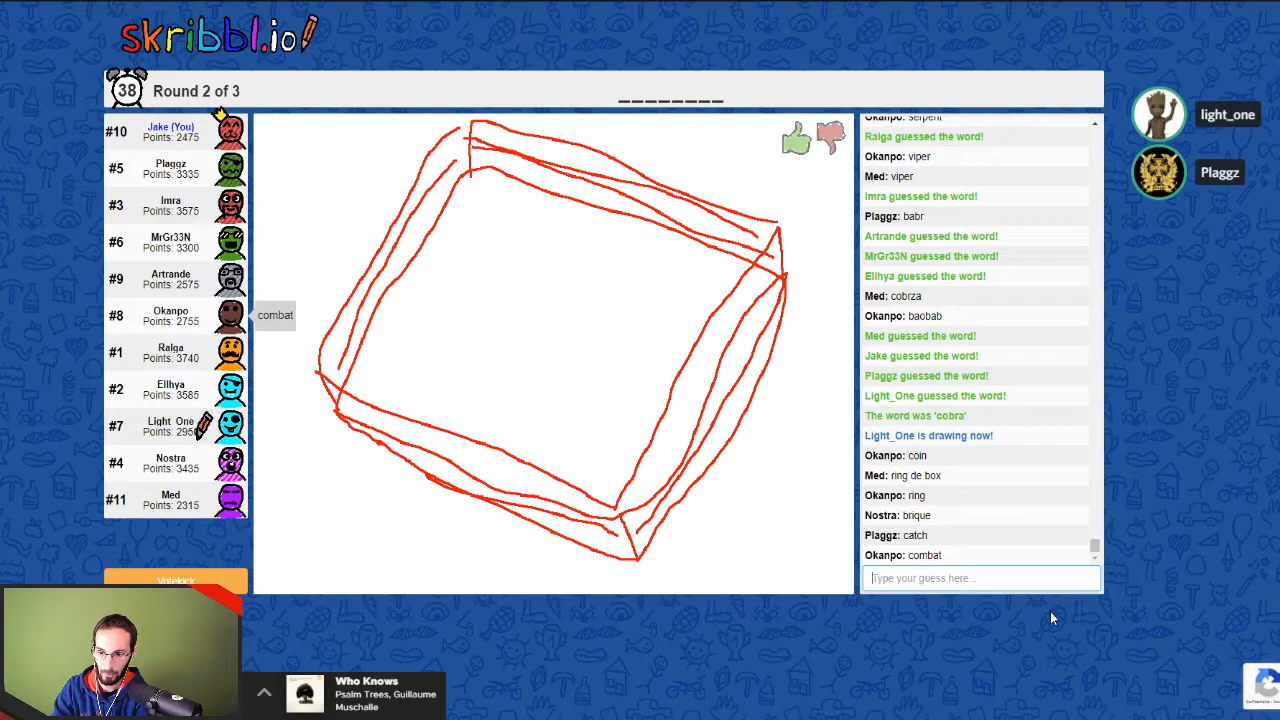 skribbl.io!
38
Round 2 of 3
________
light_one
Plaggz
#10
Jake (You)
Points: 2475
#5
Plaggz
Points: 3335
#3
Imra
Points: 3575
#6
MrGr33N
Points: 3300
#9
Artrande
Points: 2575
#8
Okanpo
Points: 2755
combat
#1
Points: 3740
#2
Ellhya
Points: 3585
#7
Light_One
#4
Nostra
Points: 3435
#11
Med
Points: 2315
Votekick
Okanpo: serpent
Ralga guessed the word!
Okanpo: viper
Med: viper
Imra guessed the word!
Plaggz: babr
Artrande guessed the word!
MrGr33N guessed the word!
Ellhya guessed the word!
Med: cobrza
Okanpo: baobab
Med guessed the word!
Jake guessed the word!
Plaggz guessed the word!
Light_One guessed the word!
The word was 'cobra'
Light_One is drawing now!
Okanpo: coin
Med: ring de box
Okanpo: ring
Nostra: brique
Plaggz: catch
Okanpo: combat
Type your guess here...
Who Knows
Psalm Trees, Guillaume
Muschalle